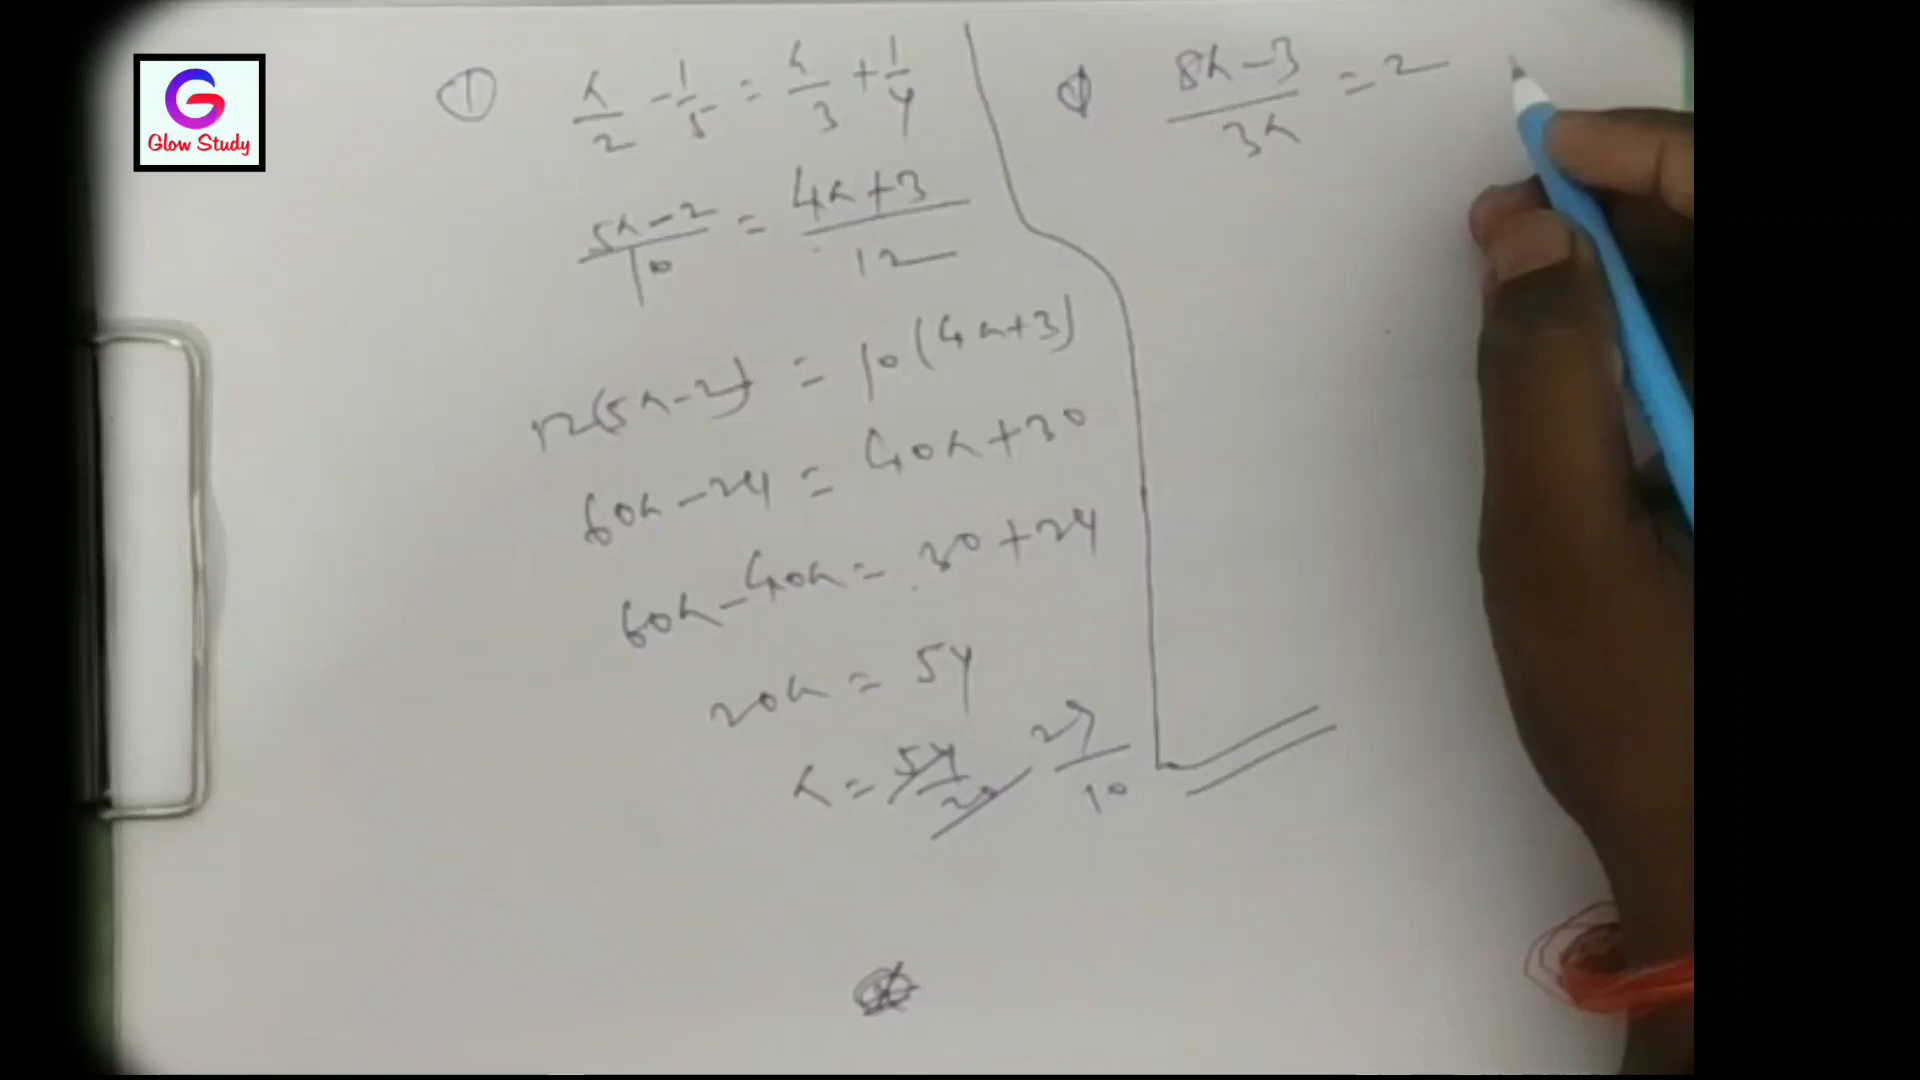 Glow Study
① x/2 - 1/5 = x/3 + 1/4
5x-2/10 = 4x+3/12
12(5x-2) = 10(4x+3)
60x-24 = 40x+30
60x-40x = 30+24
20x = 54
x = 54/20 27/10
① 8x-3/3x = 2